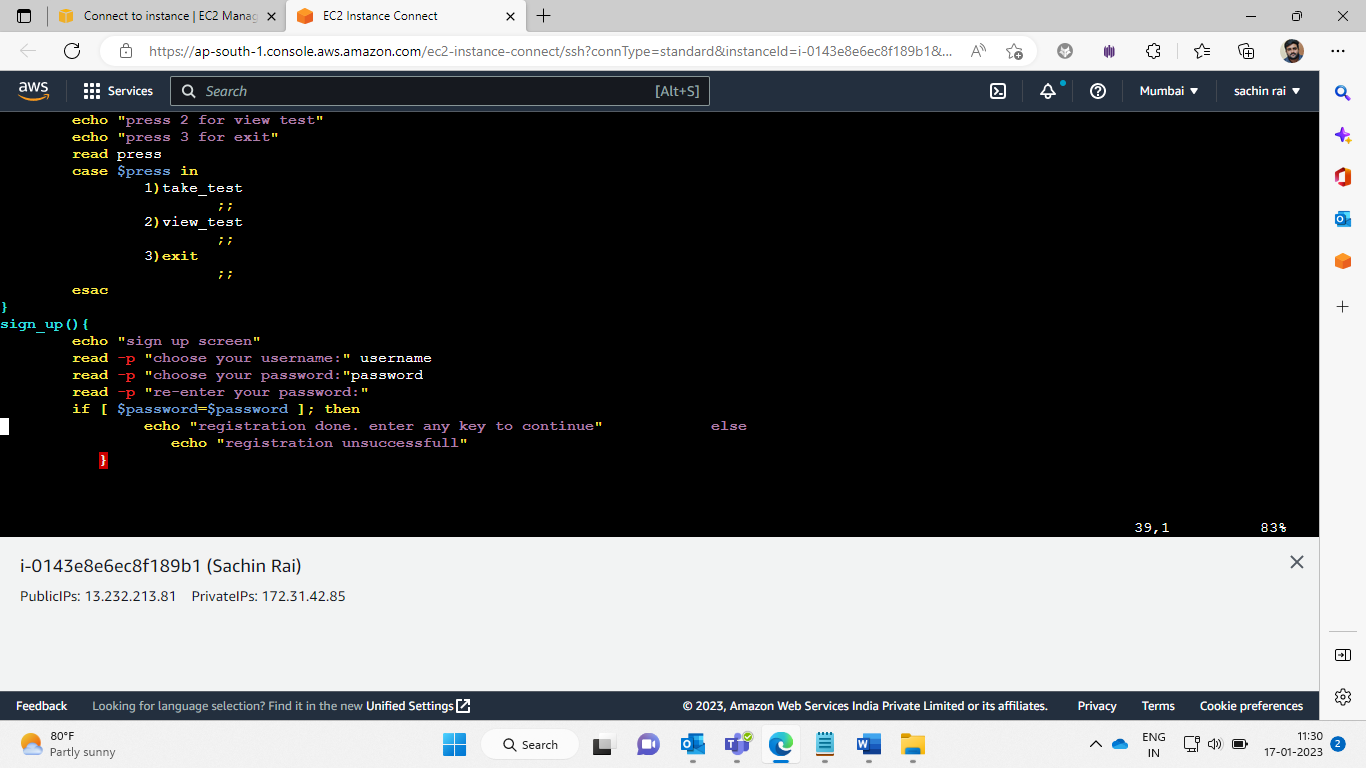 Connect to instance | EC2 Manag
EC2 Instance Connect
https://ap-south-1.console.aws.amazon.com/ec2-instance-connect/ssh?connType=standard&instanceId=i-0143e8e6ec8f189b1&...
aws
Services
Search
[Alt+S]
Mumbai
sachin rai
echo "press 2 for view test"
echo "press 3 for exit"
read press
case $press in
1)take_test
;;
2)view_test
;;
3)exit
;;
esac
}
sign_up(){
echo "sign up screen"
read -p "choose your username:" username
read -p "choose your password:"password
read -p "re-enter your password:"
if [ $password=$password ]; then
echo "registration done. enter any key to continue" else
echo "registration unsuccessfull"
}
39,1 83%
i-0143e8e6ec8f189b1 (Sachin Rai)
PublicIPs: 13.232.213.81 PrivateIPs: 172.31.42.85
Feedback
Looking for language selection? Find it in the new Unified Settings
© 2023, Amazon Web Services India Private Limited or its affiliates.
Privacy
Terms
Cookie preferences
80°F
Partly sunny
Search
ENG
IN
11:30
17-01-2023
2